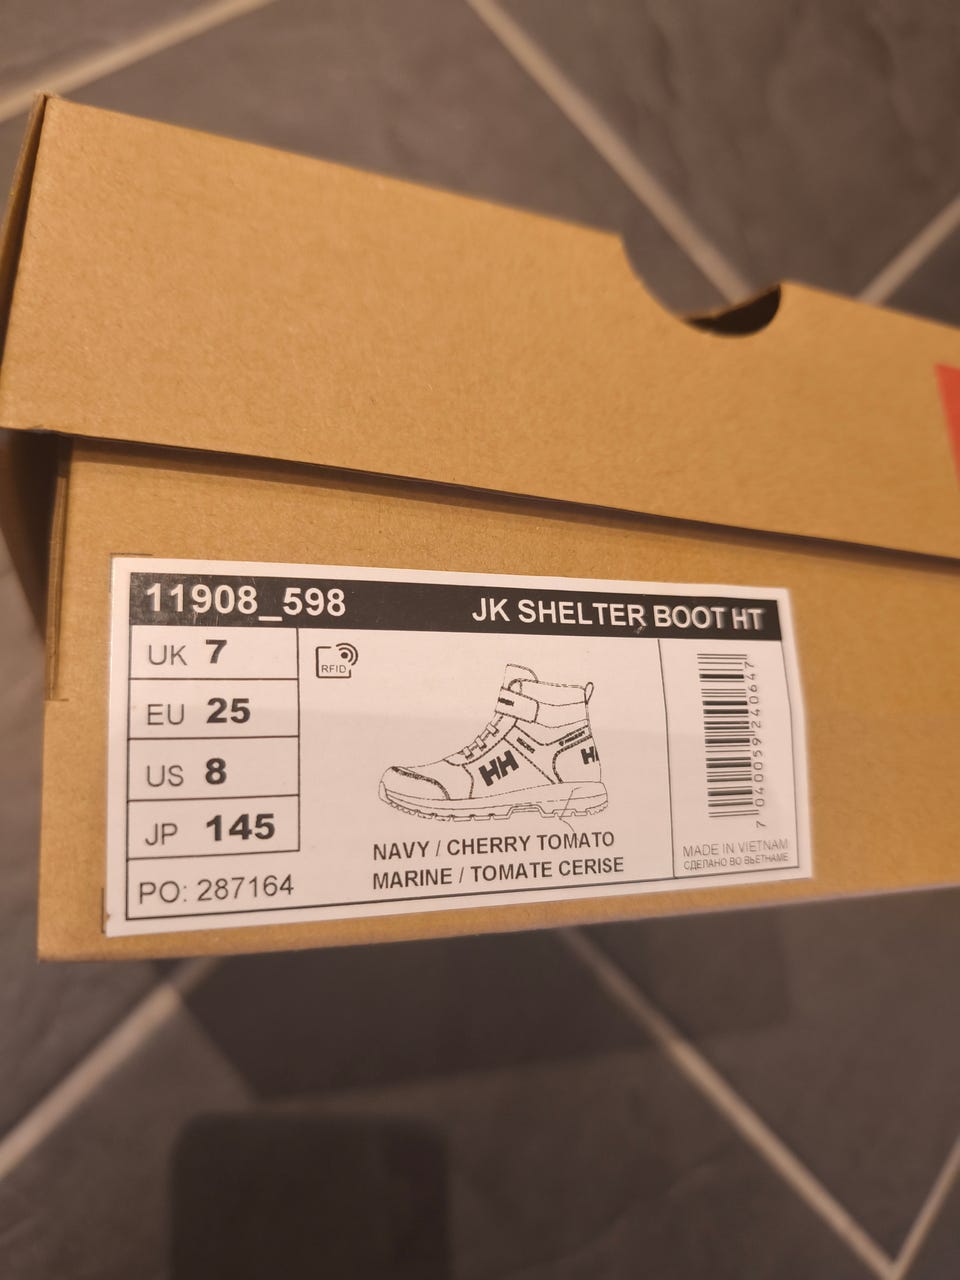 11908_598 JK SHELTER BOOT HT
UK 7
EU 25
US 8
JP 145
PO: 287164
RFID
HH
H
NAVY / CHERRY TOMATO
MARINE / TOMATE CERISE
7 040059 240647
MADE IN VIETNAM
СДЕЛАНО ВО ВЬЕТНАМЕ